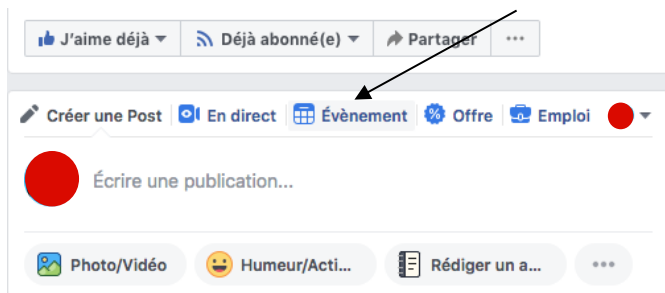 J'aime déjà Déjà abonné(e) Partager ...
Créer une Post En direct Évènement Offre Emploi
Écrire une publication...
Photo/Vidéo Humeur/Acti... Rédiger un a... ...